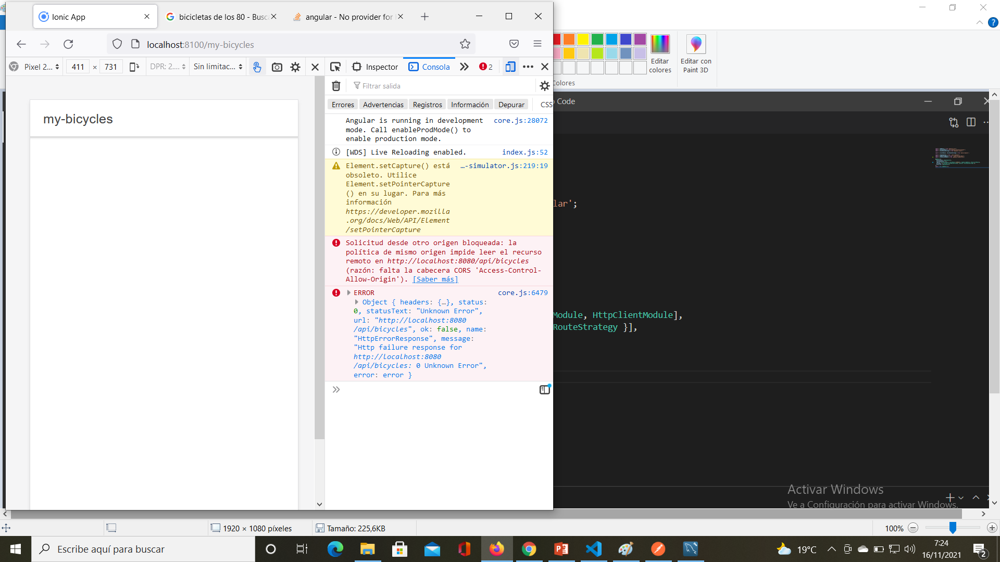 Ionic App
bicicletas de los 80 - Busc
angular - No provider for
localhost:8100/my-bicycles
Pixel 2...
411 × 731
DPR: 2....
Sin limitac...
Inspector
Consola
2
Filtrar salida
Errores
Advertencias
Registros
Información
Depurar
CSS
my-bicycles
Angular is running in development core.js:28072
mode. Call enableProdMode() to
enable production mode.
[WDS] Live Reloading enabled. index.js:52
Element.setCapture() está …-simulator.js:219:19
obsoleto. Utilice
Element.setPointerCapture
() en su lugar. Para más
información
https://developer.mozilla
.org/docs/Web/API/Element
/setPointerCapture
Solicitud desde otro origen bloqueada: la
política de mismo origen impide leer el recurso
remoto en http://localhost:8080/api/bicycles
(razón: falta la cabecera CORS 'Access-Control-
Allow-Origin'). [Saber más]
ERROR core.js:6479
Object { headers: {…}, status:
0, statusText: "Unknown Error",
url: "http://localhost:8080
/api/bicycles", ok: false, name:
"HttpErrorResponse", message:
"Http failure response for
http://localhost:8080
/api/bicycles: 0 Unknown Error",
error: error }
Editar
colores
Editar con
Paint 3D
Colores
Code
lar';
Module, HttpClientModule],
RouteStrategy }],
Activar Windows
Ve a Configuración para activar Windows.
1920 × 1080 píxeles
Tamaño: 225,6KB
100%
Escribe aquí para buscar
19°C
7:24
16/11/2021
2